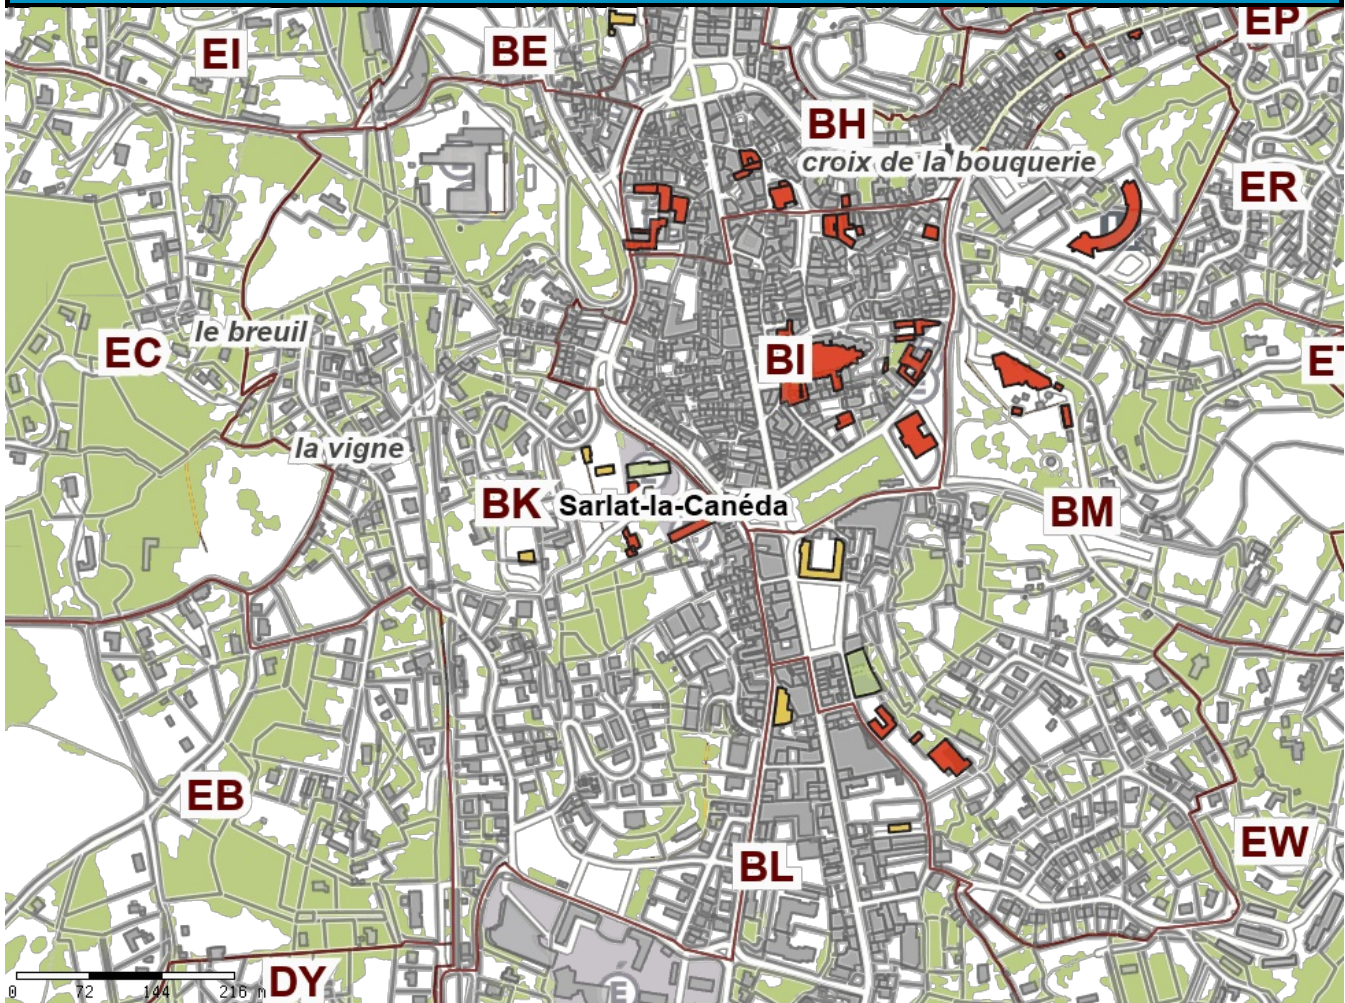 EP
EI
BE
BH
croix de la bouquerie
ER
le breuil
EC
BI
la vigne
BK
Sarlat-la-Canéda
BM
EB
BL
EW
DY
0 72 144 216 m
E